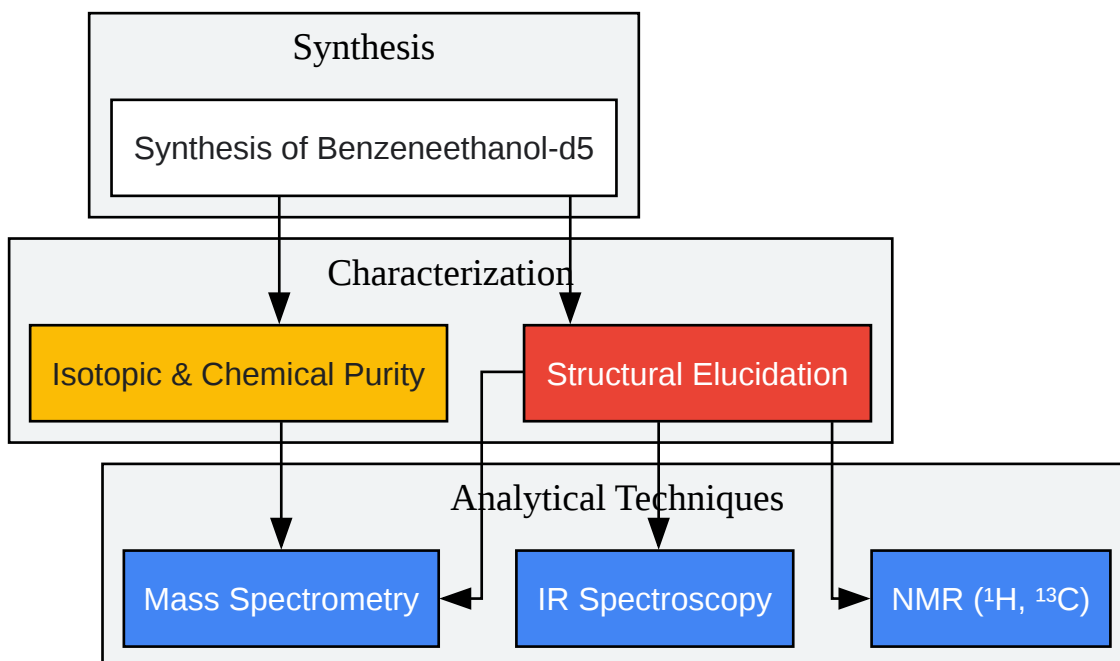 Synthesis
Synthesis of Benzeneethanol-d5
Characterization
Isotopic & Chemical Purity
Structural Elucidation
Analytical Techniques
Mass Spectrometry
IR Spectroscopy
NMR (¹H, ¹³C)